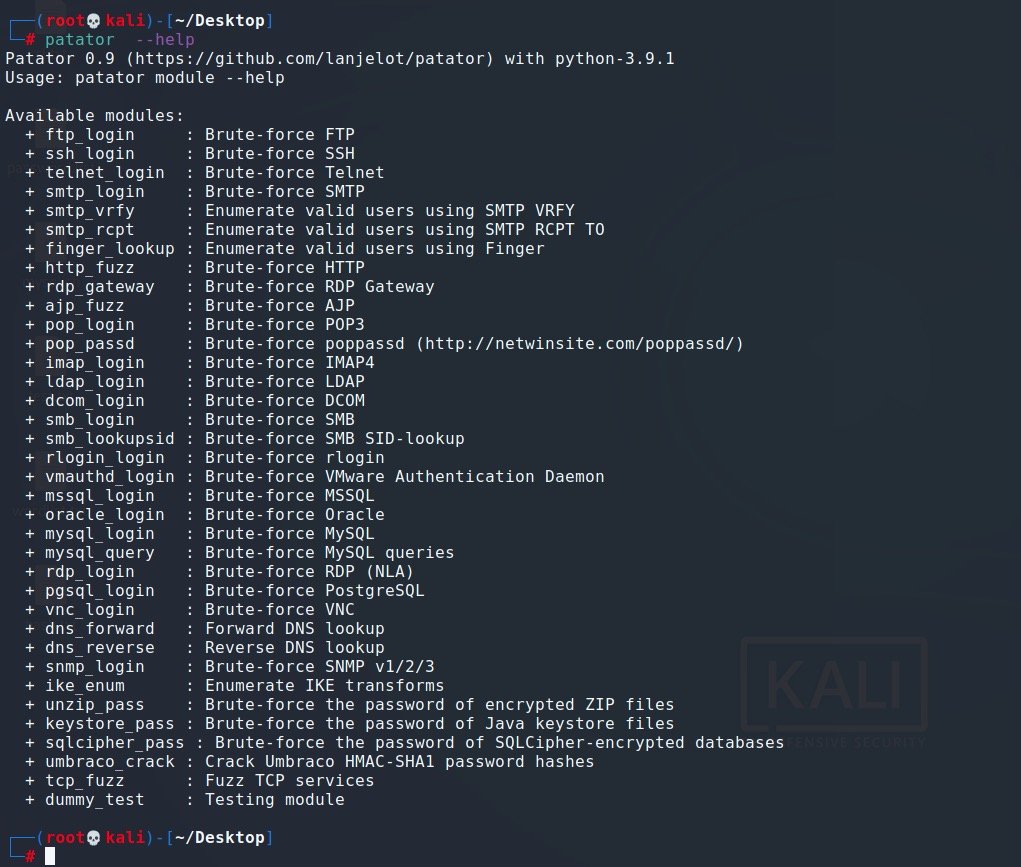 ┌──(root💀kali)-[~/Desktop]
└─# patator  --help
Patator 0.9 (https://github.com/lanjelot/patator) with python-3.9.1
Usage: patator module --help

Available modules:
  + ftp_login     : Brute-force FTP
  + ssh_login     : Brute-force SSH
  + telnet_login  : Brute-force Telnet
  + smtp_login    : Brute-force SMTP
  + smtp_vrfy     : Enumerate valid users using SMTP VRFY
  + smtp_rcpt     : Enumerate valid users using SMTP RCPT TO
  + finger_lookup : Enumerate valid users using Finger
  + http_fuzz     : Brute-force HTTP
  + rdp_gateway   : Brute-force RDP Gateway
  + ajp_fuzz      : Brute-force AJP
  + pop_login     : Brute-force POP3
  + pop_passd     : Brute-force poppassd (http://netwinsite.com/poppassd/)
  + imap_login    : Brute-force IMAP4
  + ldap_login    : Brute-force LDAP
  + dcom_login    : Brute-force DCOM
  + smb_login     : Brute-force SMB
  + smb_lookupsid : Brute-force SMB SID-lookup
  + rlogin_login  : Brute-force rlogin
  + vmauthd_login : Brute-force VMware Authentication Daemon
  + mssql_login   : Brute-force MSSQL
  + oracle_login  : Brute-force Oracle
  + mysql_login   : Brute-force MySQL
  + mysql_query   : Brute-force MySQL queries
  + rdp_login     : Brute-force RDP (NLA)
  + pgsql_login   : Brute-force PostgreSQL
  + vnc_login     : Brute-force VNC
  + dns_forward   : Forward DNS lookup
  + dns_reverse   : Reverse DNS lookup
  + snmp_login    : Brute-force SNMP v1/2/3
  + ike_enum      : Enumerate IKE transforms
  + unzip_pass    : Brute-force the password of encrypted ZIP files
  + keystore_pass : Brute-force the password of Java keystore files
  + sqlcipher_pass : Brute-force the password of SQLCipher-encrypted databases
  + umbraco_crack : Crack Umbraco HMAC-SHA1 password hashes
  + tcp_fuzz      : Fuzz TCP services
  + dummy_test    : Testing module

┌──(root💀kali)-[~/Desktop]
└─#
KALI
FENSIVE SECURITY